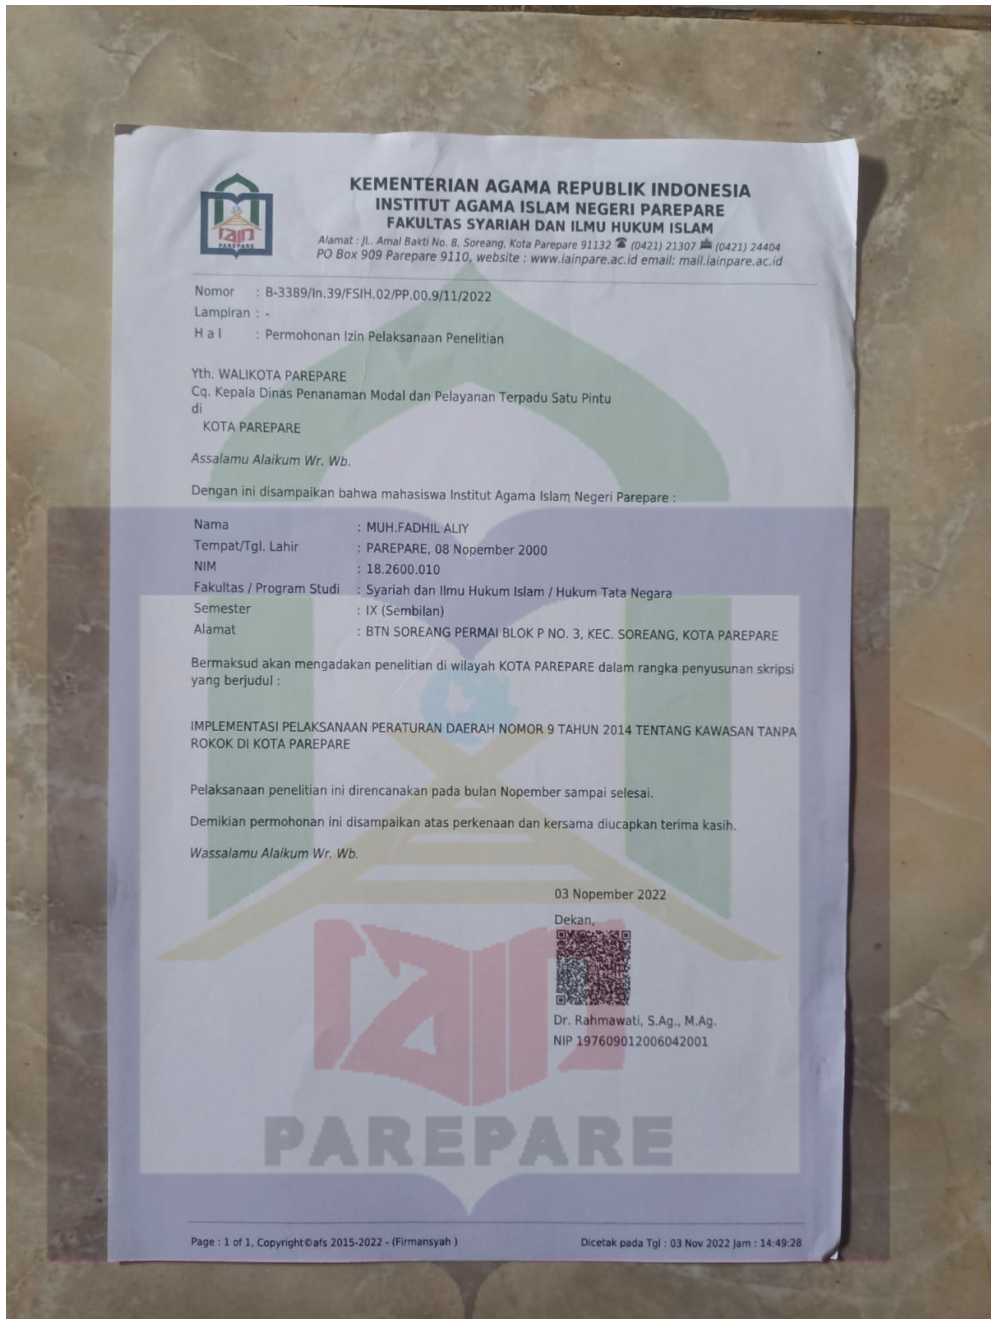 KEMENTERIAN AGAMA REPUBLIK INDONESIA
INSTITUT AGAMA ISLAM NEGERI PAREPARE
FAKULTAS SYARIAH DAN ILMU HUKUM ISLAM
Alamat : JL. Amal Bakti No. 8, Soreang, Kota Parepare 91132 ☎ (0421) 21307 📠 (0421) 24404
PO Box 909 Parepare 9110, website : www.iainpare.ac.id email: mail.iainpare.ac.id
iain
PAREPARE
Nomor : B-3389/In.39/FSIH.02/PP.00.9/11/2022
Lampiran : -
H a l : Permohonan Izin Pelaksanaan Penelitian
Yth. WALIKOTA PAREPARE
Cq. Kepala Dinas Penanaman Modal dan Pelayanan Terpadu Satu Pintu
di
KOTA PAREPARE
Assalamu Alaikum Wr. Wb.
Dengan ini disampaikan bahwa mahasiswa Institut Agama Islam Negeri Parepare :
Nama : MUH.FADHIL ALIY
Tempat/Tgl. Lahir : PAREPARE, 08 Nopember 2000
NIM : 18.2600.010
Fakultas / Program Studi : Syariah dan Ilmu Hukum Islam / Hukum Tata Negara
Semester : IX (Sembilan)
Alamat : BTN SOREANG PERMAI BLOK P NO. 3, KEC. SOREANG, KOTA PAREPARE
Bermaksud akan mengadakan penelitian di wilayah KOTA PAREPARE dalam rangka penyusunan skripsi
yang berjudul :
IMPLEMENTASI PELAKSANAAN PERATURAN DAERAH NOMOR 9 TAHUN 2014 TENTANG KAWASAN TANPA
ROKOK DI KOTA PAREPARE
Pelaksanaan penelitian ini direncanakan pada bulan Nopember sampai selesai.
Demikian permohonan ini disampaikan atas perkenaan dan kersama diucapkan terima kasih.
Wassalamu Alaikum Wr. Wb.
03 Nopember 2022
Dekan,
Dr. Rahmawati, S.Ag., M.Ag.
NIP 197609012006042001
iain
PAREPARE
Page : 1 of 1, Copyright©afs 2015-2022 - (Firmansyah )
Dicetak pada Tgl : 03 Nov 2022 Jam : 14:49:28